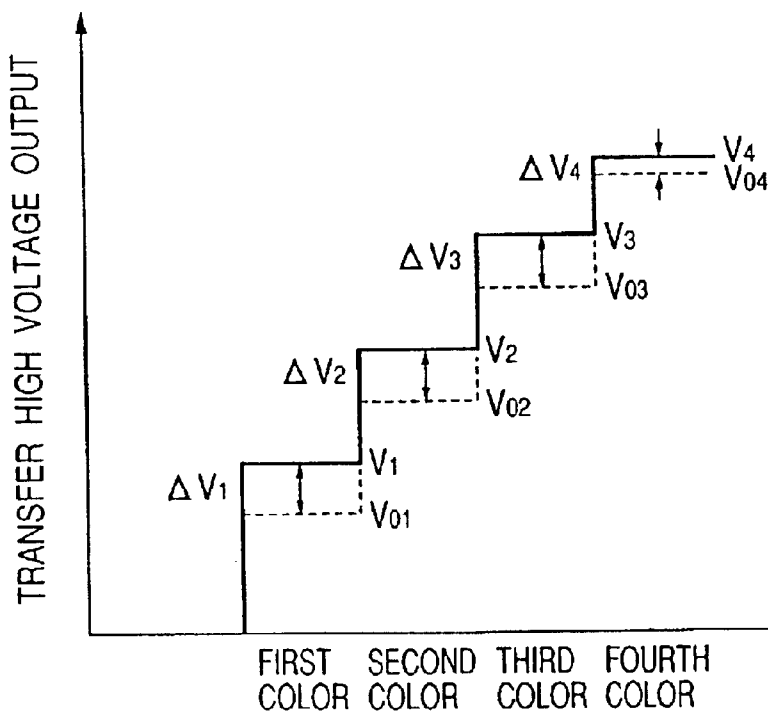 TRANSFER HIGH VOLTAGE OUTPUT
ΔV4
V4
V04
ΔV3
V3
V03
ΔV2
V2
V02
ΔV1
V1
V01
FIRST COLOR
SECOND COLOR
THIRD COLOR
FOURTH COLOR